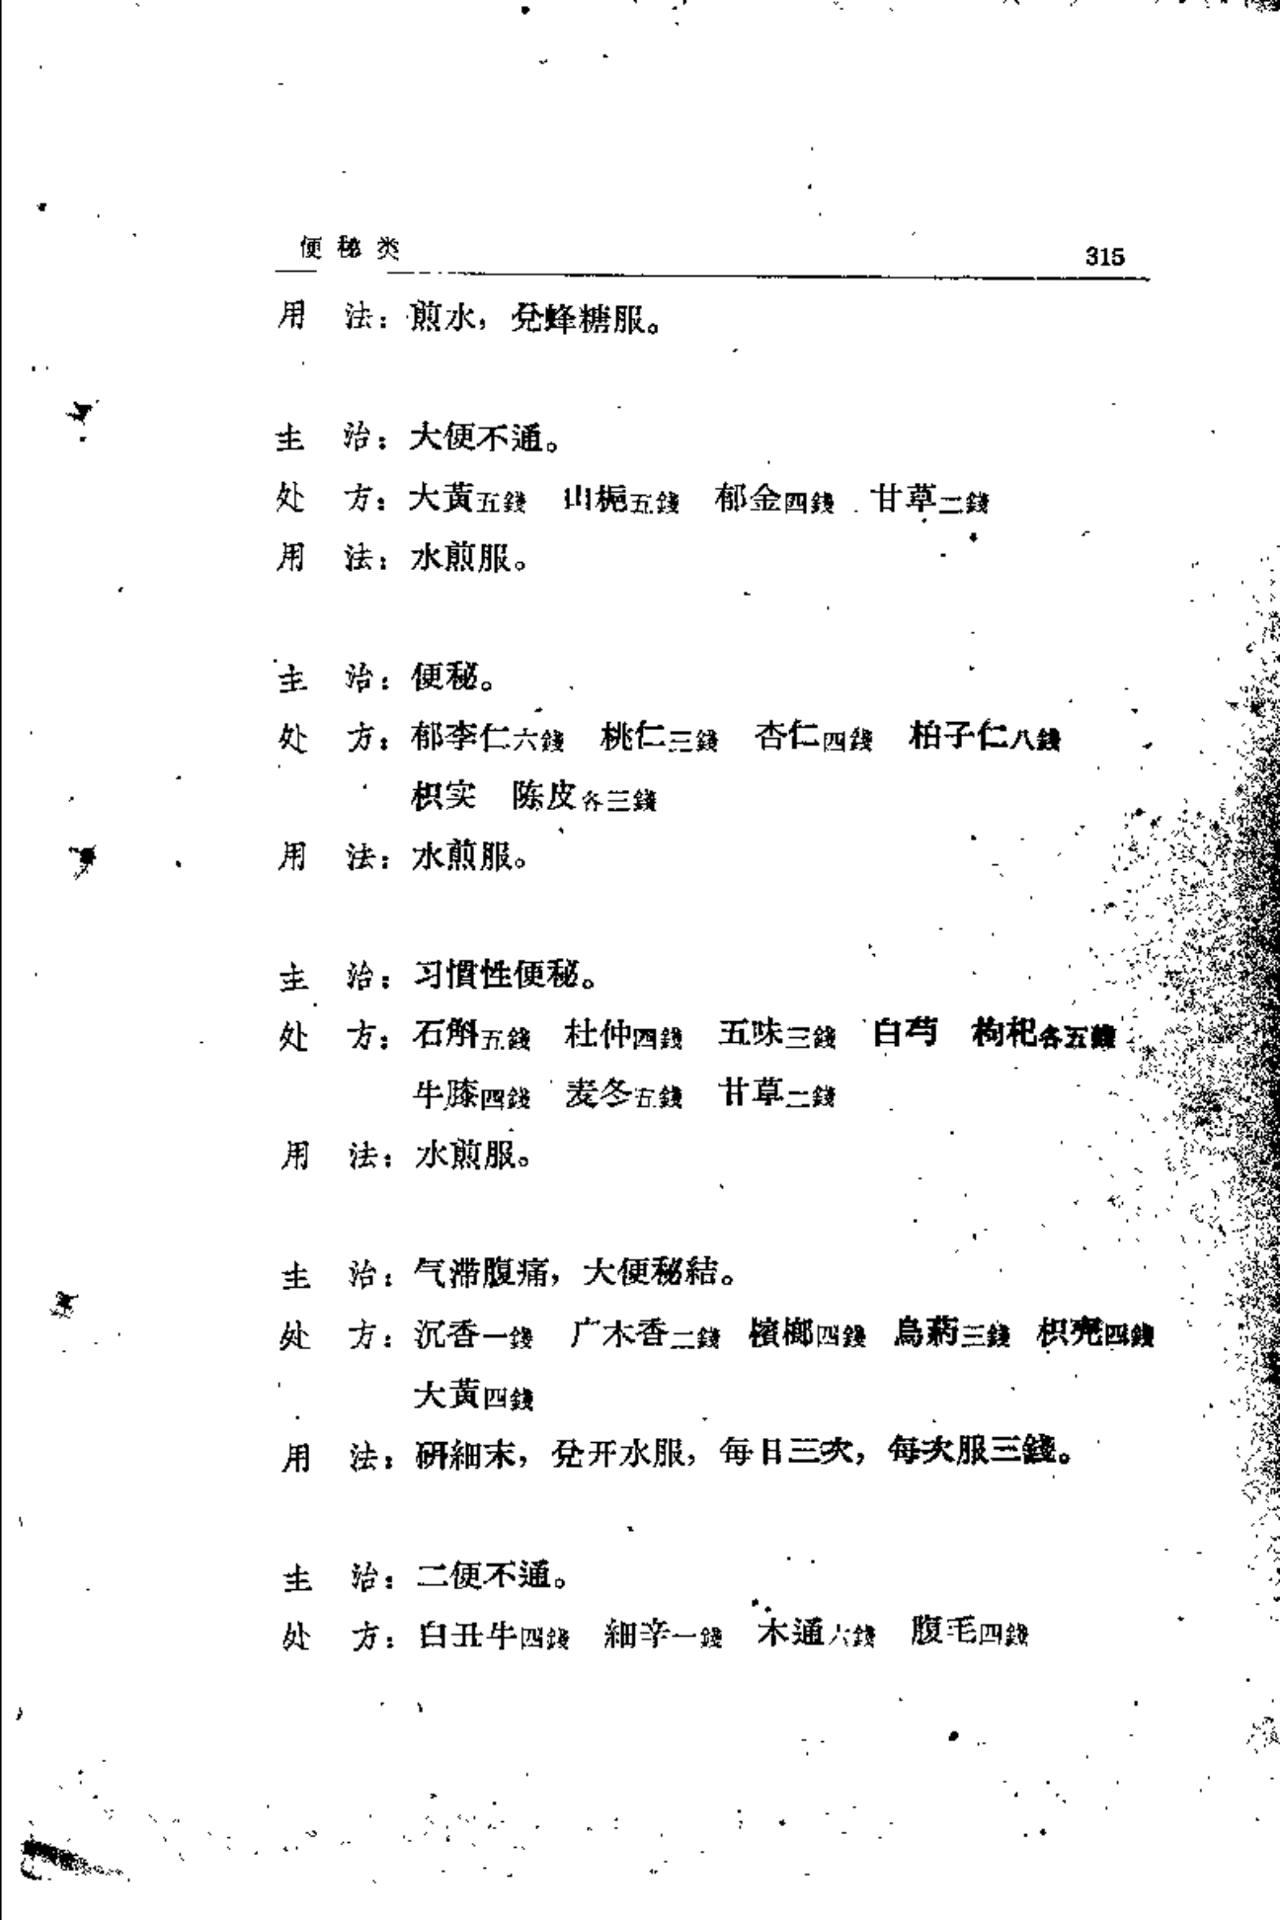 便秘类 315
用 法：煎水，兌蜂糖服。
主 治：大便不通。
处 方：大黃五錢 山梔五錢 郁金四錢 甘草二錢
用 法：水煎服。
主 治：便秘。
处 方：郁李仁六錢 桃仁三錢 杏仁四錢 柏子仁八錢
枳实 陈皮各三錢
用 法：水煎服。
主 治：习慣性便秘。
处 方：石斛五錢 杜仲四錢 五味三錢 白芍 枸杞各五錢
牛膝四錢 麦冬五錢 甘草二錢
用 法：水煎服。
主 治：气滞腹痛，大便秘結。
处 方：沉香一錢 广木香二錢 檳榔四錢 烏药三錢 枳壳四錢
大黃四錢
用 法：研細末，兌开水服，每日三次，每次服三錢。
主 治：二便不通。
处 方：白丑牛四錢 細辛一錢 木通六錢 腹毛四錢